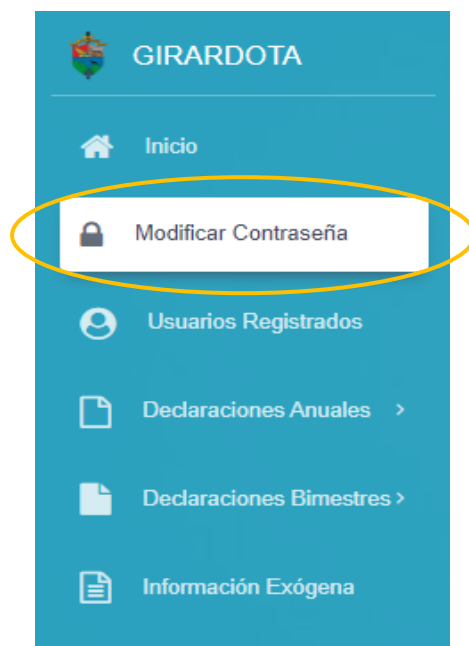 GIRARDOTA
Inicio
Modificar Contraseña
Usuarios Registrados
Declaraciones Anuales >
Declaraciones Bimestres >
Información Exógena